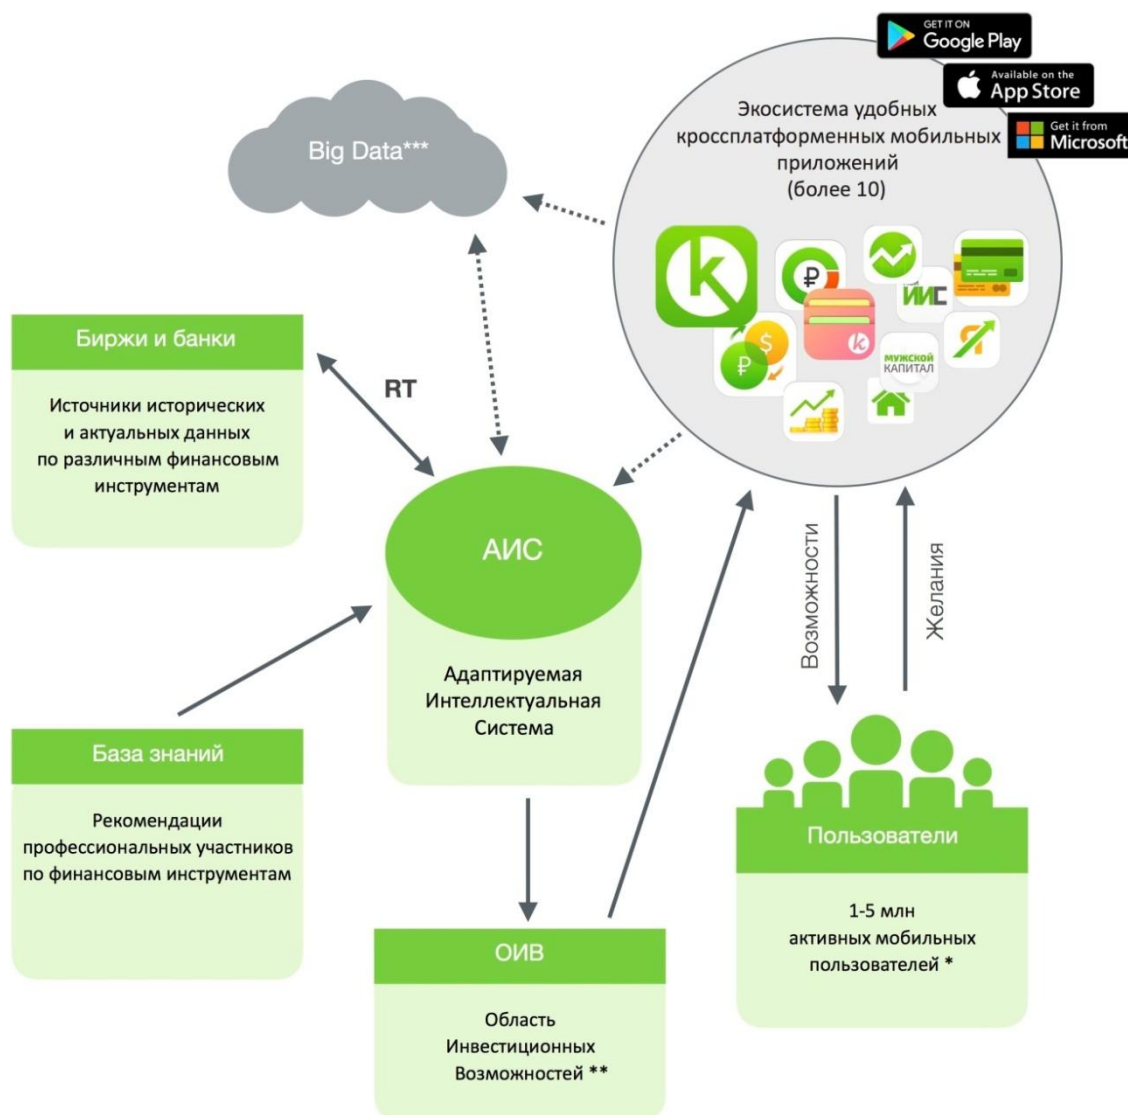 GET IT ON
Google Play
Available on the
App Store
Get it from
Microsoft
Экосистема удобных
кроссплатформенных мобильных
приложений
(более 10)
Big Data***
k
₽
ИИС
$
₽
k
МУЖСКОЙ
КАПИТАЛ
Я
Биржи и банки
Источники исторических
и актуальных данных
по различным финансовым
инструментам
RT
АИС
Адаптируемая
Интеллектуальная
Система
Возможности
Желания
База знаний
Рекомендации
профессиональных участников
по финансовым инструментам
Пользователи
1-5 млн
активных мобильных
пользователей *
ОИВ
Область
Инвестиционных
Возможностей **